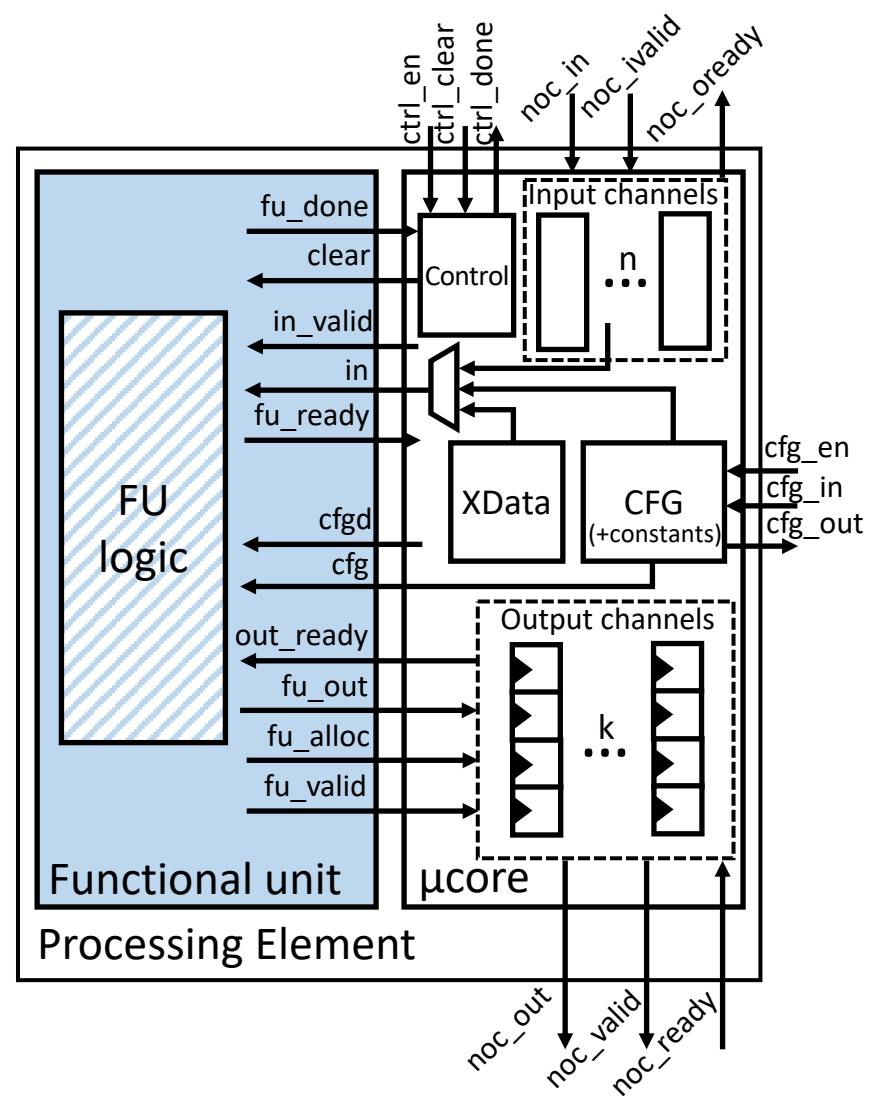 ctrl_en
ctrl_clear
ctrl_done
noc_in
noc_ivalid
noc_oready
Input channels
n
fu_done
clear
Control
in_valid
in
fu_ready
XData
CFG
(+constants)
cfg_en
cfg_in
cfg_out
FU
logic
cfgd
cfg
Output channels
k
out_ready
fu_out
fu_alloc
fu_valid
Functional unit
μcore
Processing Element
noc_out
noc_valid
noc_ready